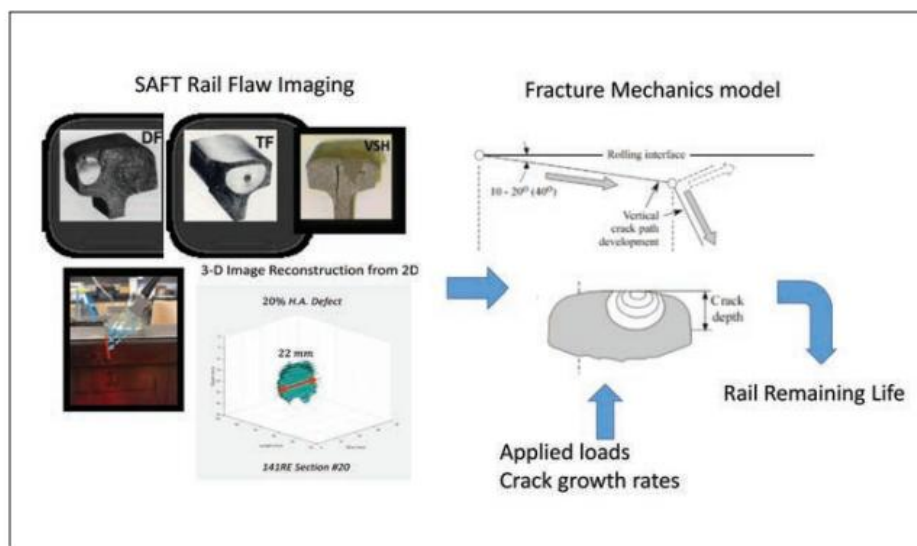 SAFT Rail Flaw Imaging
DF
TF
VSH
3-D Image Reconstruction from 2D
20% H.A. Defect
22 mm
141RE Section #20
Fracture Mechanics model
Rolling interface
10 - 20⁰ (40⁰)
Vertical
crack path
development
Crack
depth
Applied loads
Crack growth rates
Rail Remaining Life